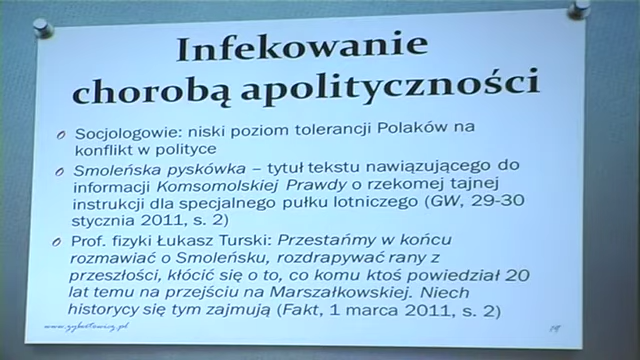 Infekowanie
chorobą apolityczności
Socjologowie: niski poziom tolerancji Polaków na
konflikt w polityce
Smoleńska pyskówka – tytuł tekstu nawiązującego do
informacji Komsomolskiej Prawdy o rzekomej tajnej
instrukcji dla specjalnego pułku lotniczego (GW, 29-30
stycznia 2011, s. 2)
Prof. fizyki Łukasz Turski: Przestańmy w końcu
rozmawiać o Smoleńsku, rozdrapywać rany z
przeszłości, kłócić się o to, co komu ktoś powiedział 20
lat temu na przejściu na Marszałkowskiej. Niech
historycy się tym zajmują (Fakt, 1 marca 2011, s. 2)
www.zybertowicz.pl